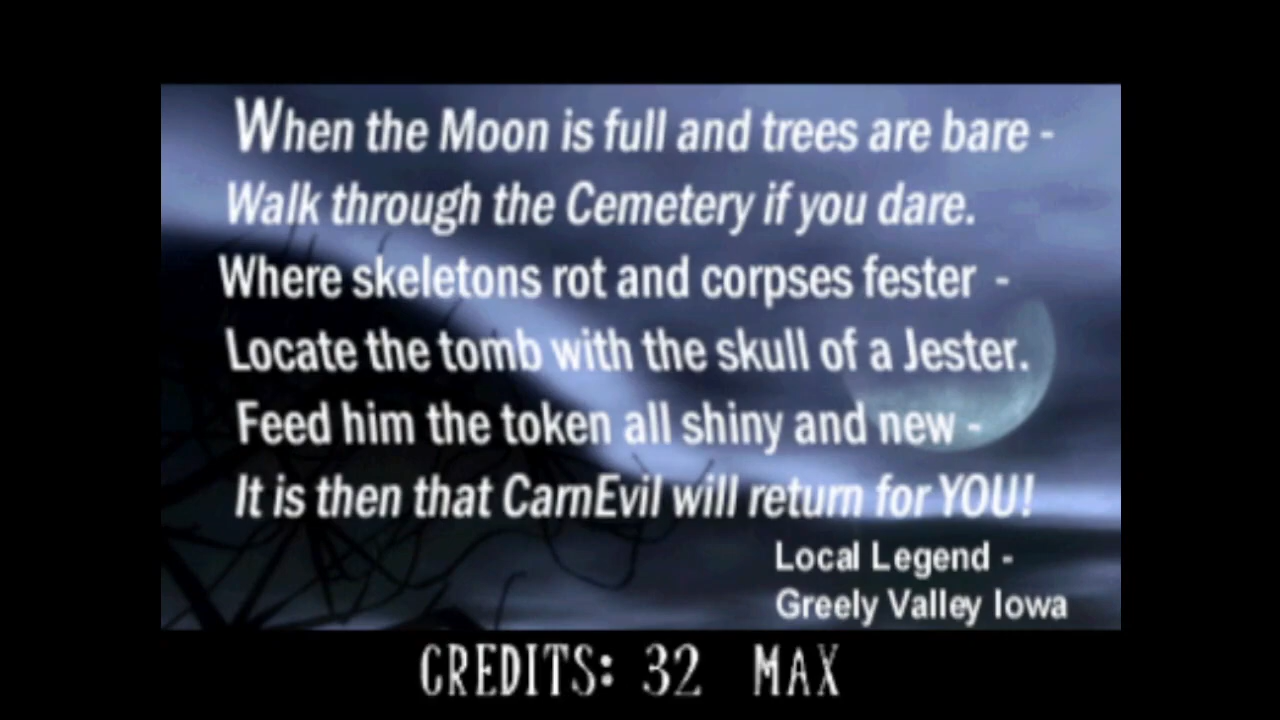 When the Moon is full and trees are bare -
Walk through the Cemetery if you dare.
Where skeletons rot and corpses fester -
Locate the tomb with the skull of a Jester.
Feed him the token all shiny and new -
It is then that CarnEvil will return for YOU!
Local Legend -
Greely Valley Iowa
CREDITS: 32 MAX